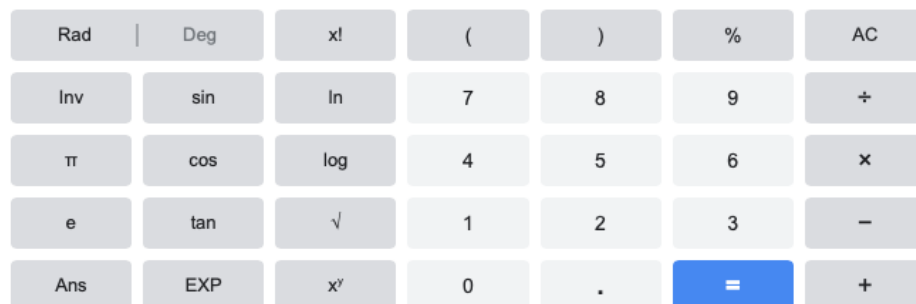 Rad | Deg x! ( ) % AC
Inv sin ln 7 8 9 ÷
π cos log 4 5 6 ×
e tan √ 1 2 3 −
Ans EXP xʸ 0 . = +